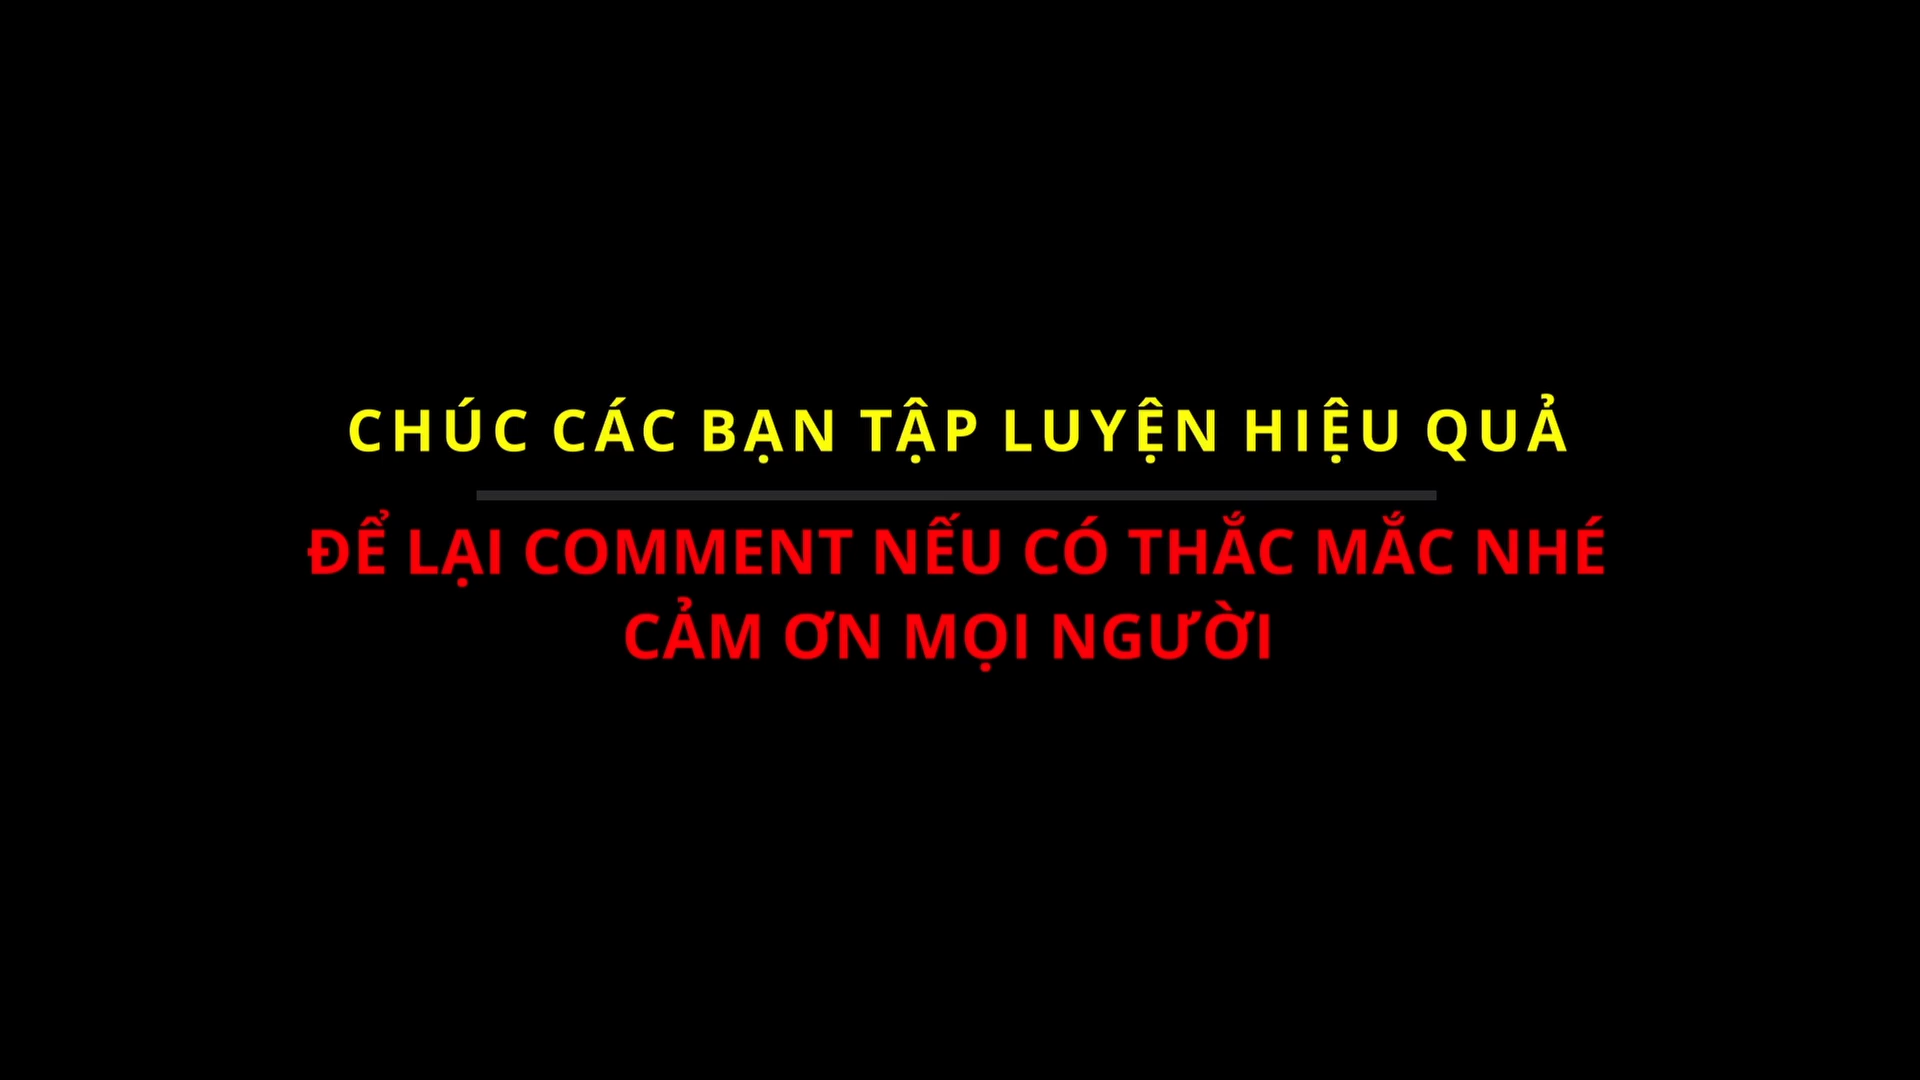 CHÚC CÁC BẠN TẬP LUYỆN HIỆU QUẢ
ĐỂ LẠI COMMENT NẾU CÓ THẮC MẮC NHÉ
CẢM ƠN MỌI NGƯỜI